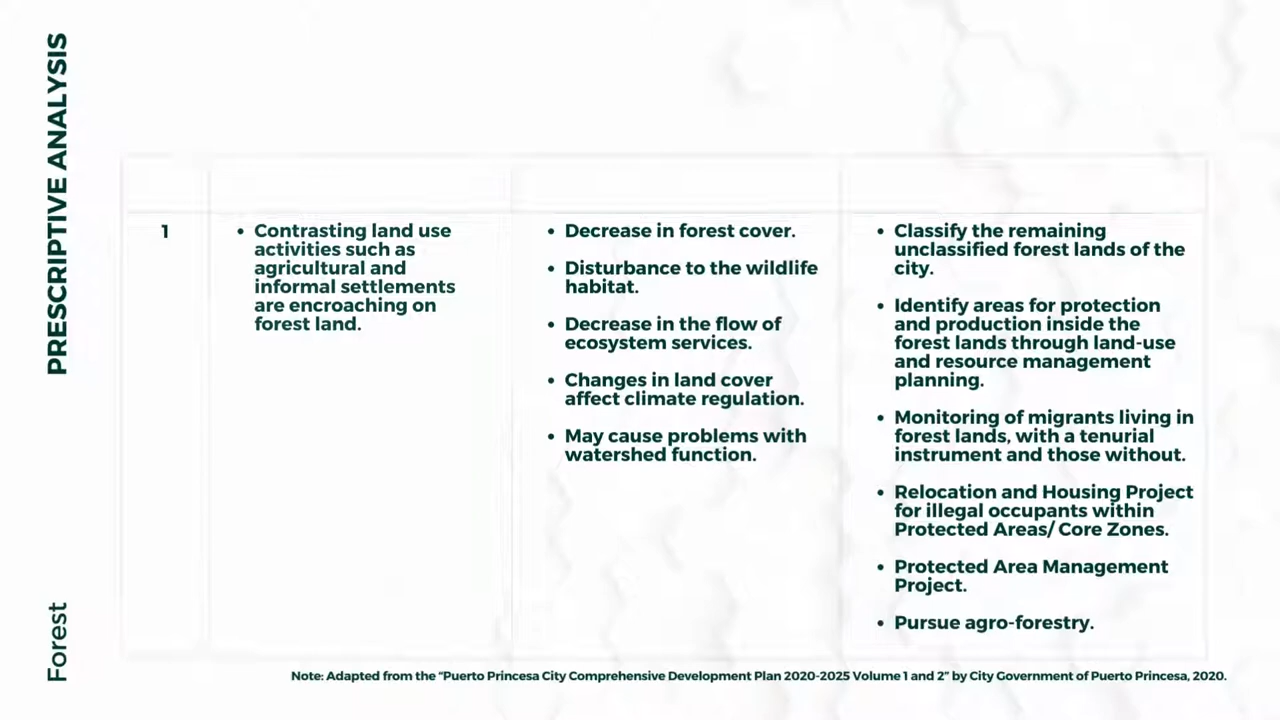 PRESCRIPTIVE ANALYSIS
Forest
1
• Contrasting land use
activities such as
agricultural and
informal settlements
are encroaching on
forest land.
• Decrease in forest cover.
• Disturbance to the wildlife
habitat.
• Decrease in the flow of
ecosystem services.
• Changes in land cover
affect climate regulation.
• May cause problems with
watershed function.
• Classify the remaining
unclassified forest lands of the
city.
• Identify areas for protection
and production inside the
forest lands through land-use
and resource management
planning.
• Monitoring of migrants living in
forest lands, with a tenurial
instrument and those without.
• Relocation and Housing Project
for illegal occupants within
Protected Areas/ Core Zones.
• Protected Area Management
Project.
• Pursue agro-forestry.
Note: Adapted from the "Puerto Princesa City Comprehensive Development Plan 2020-2025 Volume 1 and 2" by City Government of Puerto Princesa, 2020.